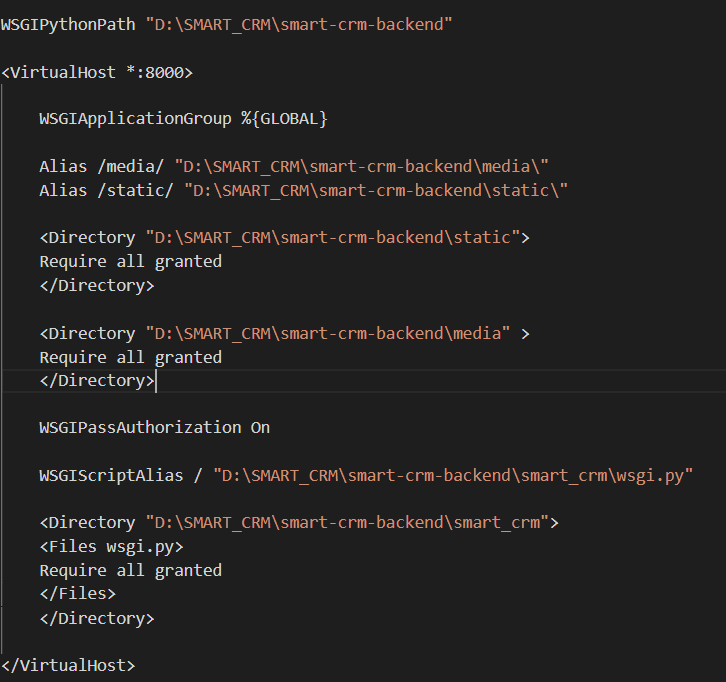 WSGIPythonPath "D:\SMART_CRM\smart-crm-backend"
<VirtualHost *:8000>
WSGIApplicationGroup %{GLOBAL}
Alias /media/ "D:\SMART_CRM\smart-crm-backend\media\"
Alias /static/ "D:\SMART_CRM\smart-crm-backend\static\"
<Directory "D:\SMART_CRM\smart-crm-backend\static">
Require all granted
</Directory>
<Directory "D:\SMART_CRM\smart-crm-backend\media" >
Require all granted
</Directory>
WSGIPassAuthorization On
WSGIScriptAlias / "D:\SMART_CRM\smart-crm-backend\smart_crm\wsgi.py"
<Directory "D:\SMART_CRM\smart-crm-backend\smart_crm">
<Files wsgi.py>
Require all granted
</Files>
</Directory>
</VirtualHost>